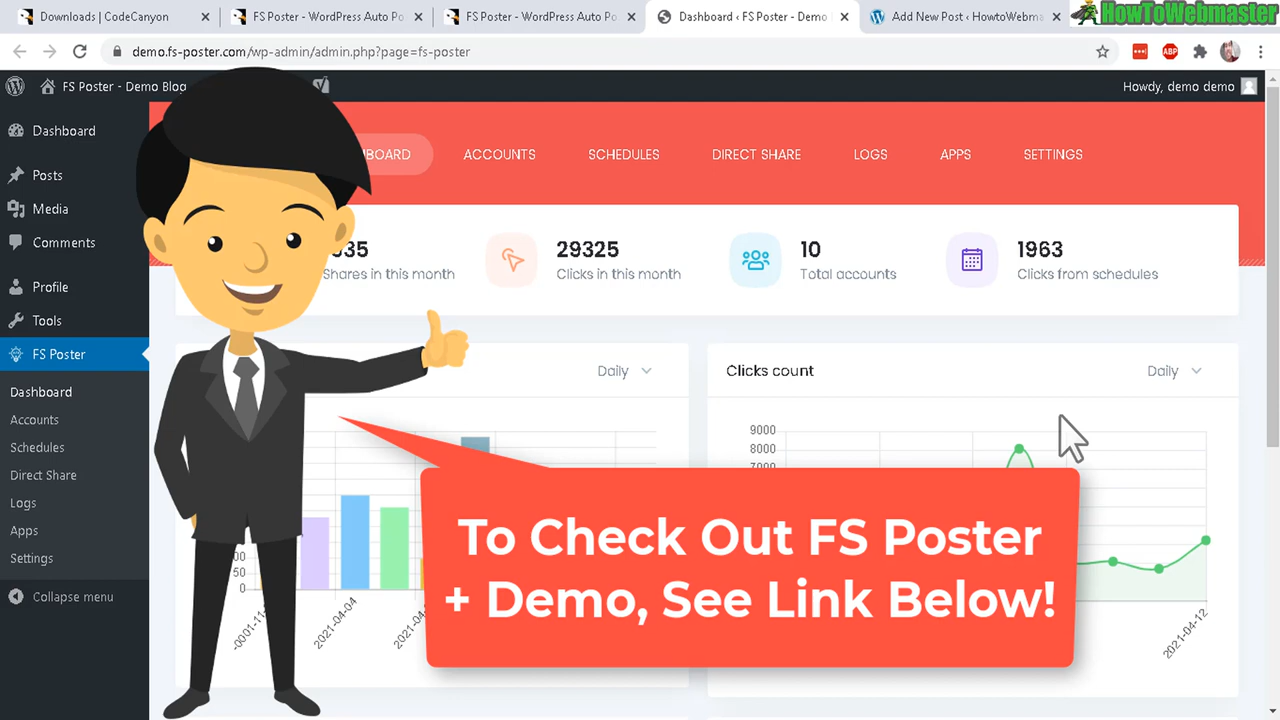 Downloads | CodeCanyon
FS Poster - WordPress Auto Po
FS Poster - WordPress Auto Po
Dashboard ‹ FS Poster - Demo
Add New Post ‹ HowtoWebma
HowToWebmaster
demo.fs-poster.com/wp-admin/admin.php?page=fs-poster
ABP
FS Poster - Demo Blog
Howdy, demo demo
Dashboard
Posts
Media
Comments
Profile
Tools
FS Poster
Dashboard
Accounts
Schedules
Direct Share
Logs
Apps
Settings
Collapse menu
BOARD
ACCOUNTS
SCHEDULES
DIRECT SHARE
LOGS
APPS
SETTINGS
35
Shares in this month
29325
Clicks in this month
10
Total accounts
1963
Clicks from schedules
Daily
50
0
-0001-11
2021-04-04
2021-04-
Clicks count
Daily
9000
8000
7000
2021-04-12
To Check Out FS Poster
+ Demo, See Link Below!